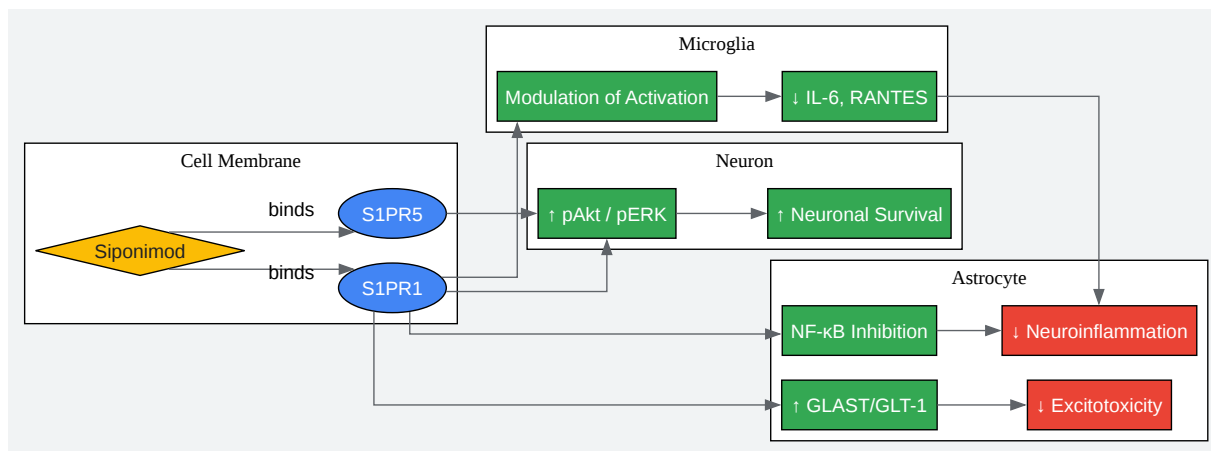 Microglia
Modulation of Activation
↓ IL-6, RANTES
Cell Membrane
Siponimod
binds
S1PR5
binds
S1PR1
Neuron
↑ pAkt / pERK
↑ Neuronal Survival
Astrocyte
NF-κB Inhibition
↓ Neuroinflammation
↑ GLAST/GLT-1
↓ Excitotoxicity